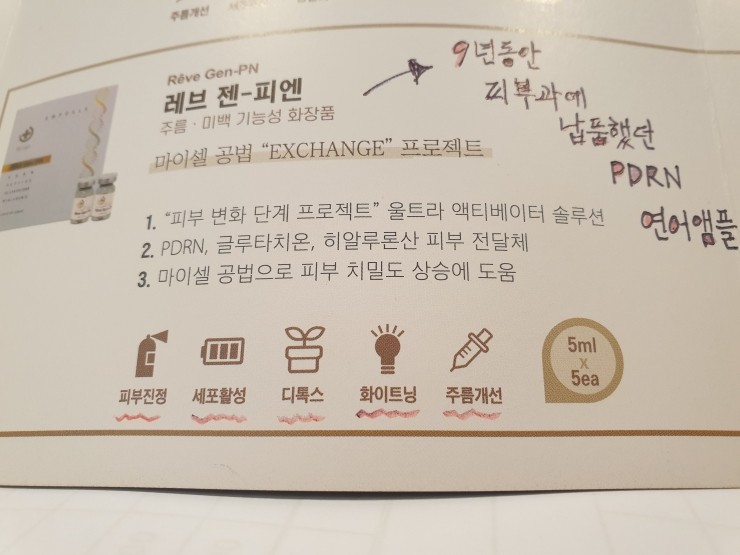 주름개선
Rêve Gen-PN
레브 젠-피엔
주름·미백 기능성 화장품
마이셀 공법 "EXCHANGE" 프로젝트
9년동안
피부과에
납품했던
PDRN
연어앰플
1. "피부 변화 단계 프로젝트" 울트라 액티베이터 솔루션
2. PDRN, 글루타치온, 히알루론산 피부 전달체
3. 마이셀 공법으로 피부 치밀도 상승에 도움
피부진정 세포활성 디톡스 화이트닝 주름개선
5ml
x
5ea